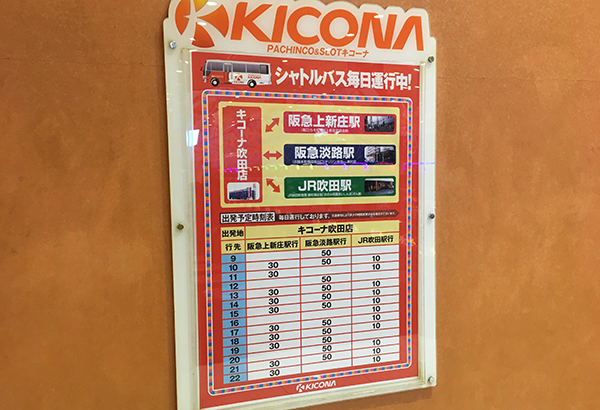 KICONA
PACHINCO&SLOTキコーナ
KICONA
シャトルバス毎日運行中!
キコーナ吹田店
阪急上新庄駅
阪急淡路駅
JR吹田駅
出発予定時刻表 毎日運行しております。
出発地 キコーナ吹田店
行先 阪急上新庄駅行 阪急淡路駅行 JR吹田駅行
9 50
10 30 50 10
11 30 10
12 50
13 30 50 10
14 30 50 10
15 30 10
16 50 10
17 30 50
18 30 50 10
19 30 50 10
20 50 10
21 30 10
22 30
KICONA